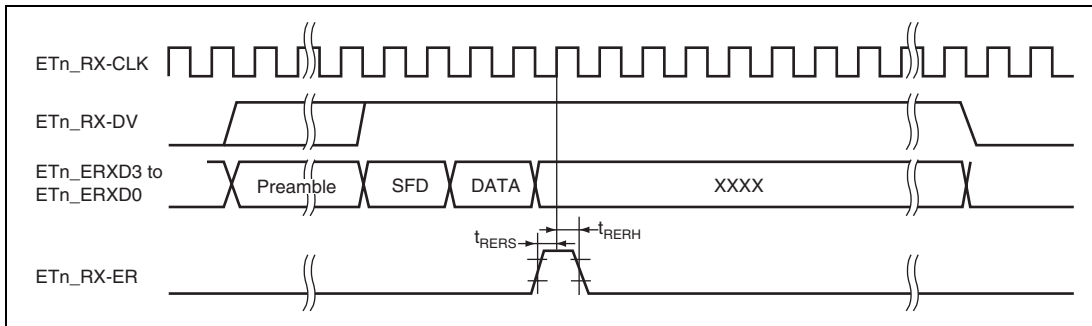 ETn_RX-CLK
ETn_RX-DV
ETn_ERXD3 to
ETn_ERXD0
Preamble
SFD
DATA
XXXX
tRERS
tRERH
ETn_RX-ER